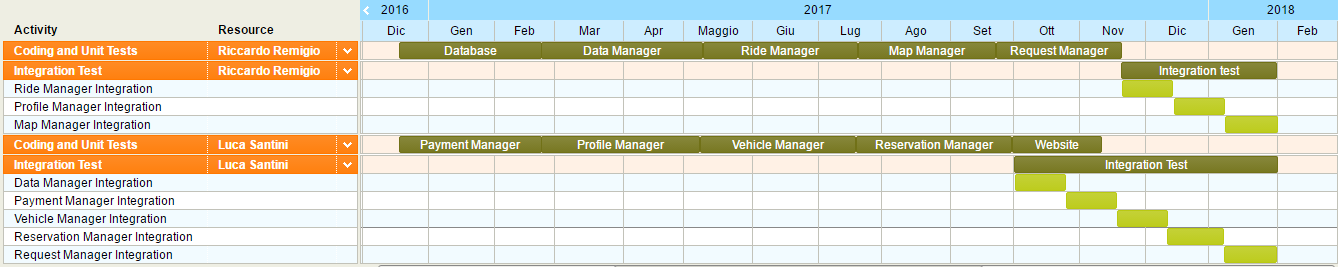 2016 2017 2018
Activity Resource Dic Gen Feb Mar Apr Maggio Giu Lug Ago Set Ott Nov Dic Gen Feb
Coding and Unit Tests Riccardo Remigio Database Data Manager Ride Manager Map Manager Request Manager
Integration Test Riccardo Remigio Integration test
Ride Manager Integration
Profile Manager Integration
Map Manager Integration
Coding and Unit Tests Luca Santini Payment Manager Profile Manager Vehicle Manager Reservation Manager Website
Integration Test Luca Santini Integration Test
Data Manager Integration
Payment Manager Integration
Vehicle Manager Integration
Reservation Manager Integration
Request Manager Integration